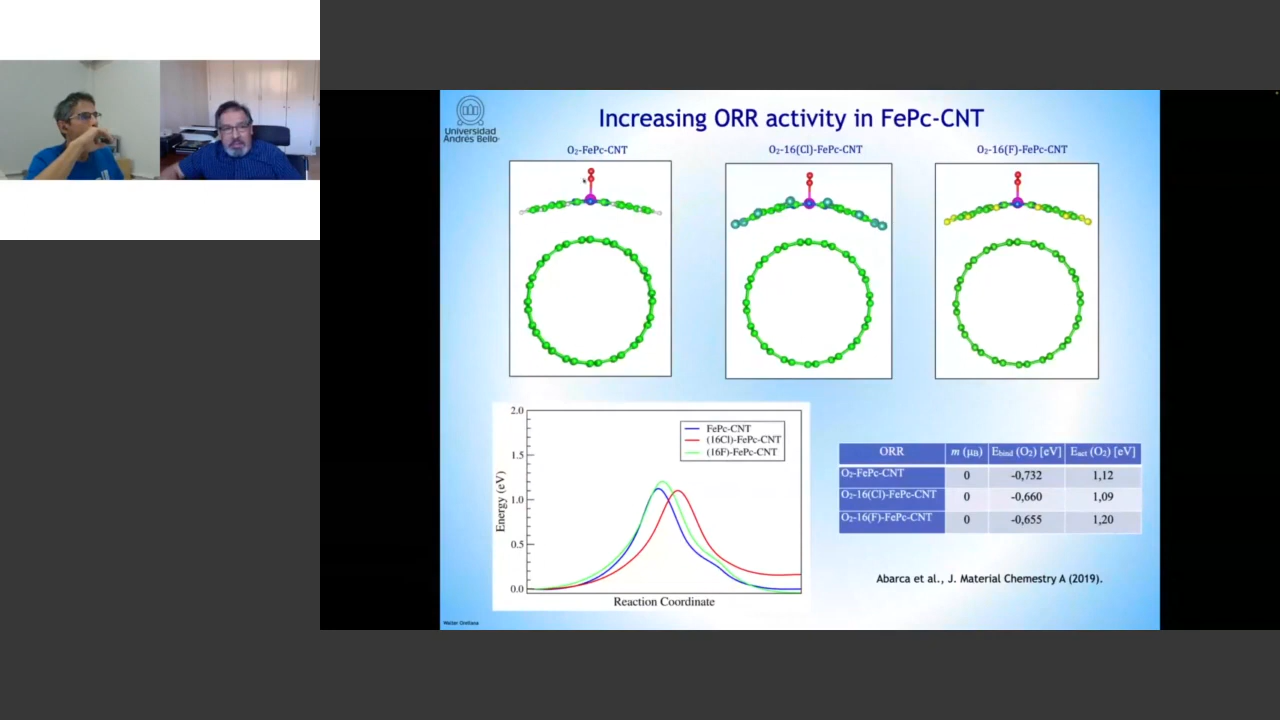 Universidad
Andrés Bello
Increasing ORR activity in FePc-CNT
O₂-FePc-CNT
O₂-16(Cl)-FePc-CNT
O₂-16(F)-FePc-CNT
2.0
1.5
1.0
0.5
0.0
Energy (eV)
Reaction Coordinate
FePc-CNT
(16Cl)-FePc-CNT
(16F)-FePc-CNT
ORR m (μB) Ebind (O₂) [eV] Eact (O₂) [eV]
O₂-FePc-CNT 0 -0,732 1,12
O₂-16(Cl)-FePc-CNT 0 -0,660 1,09
O₂-16(F)-FePc-CNT 0 -0,655 1,20
Abarca et al., J. Material Chemestry A (2019).
Walter Orellana